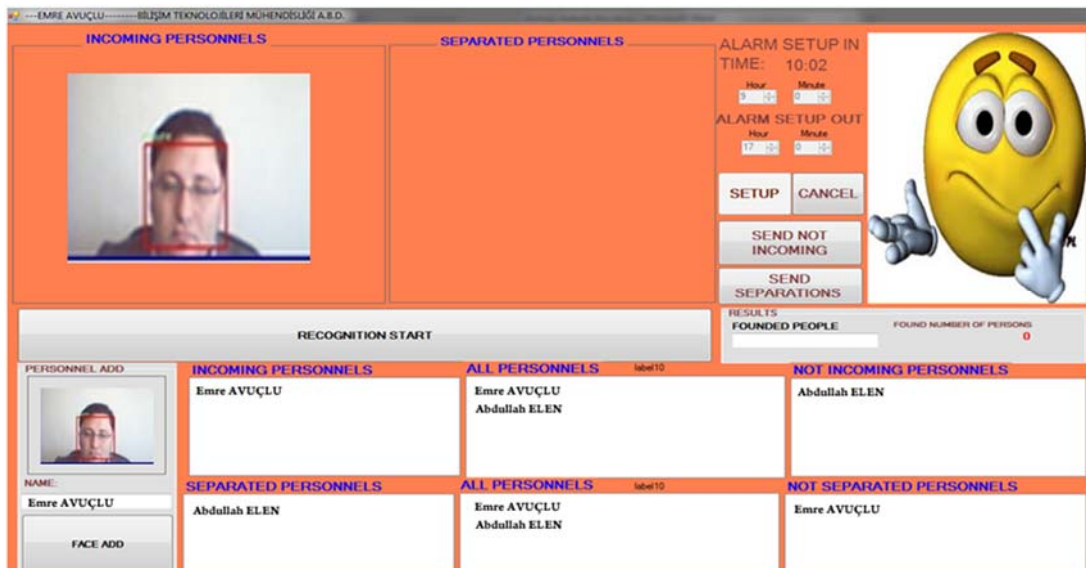 ---EMRE AVUÇLU---------BİLİŞİM TEKNOLOJİLERİ MÜHENDİSLİĞİ A.B.D.
INCOMING PERSONNELS
SEPARATED PERSONNELS
ALARM SETUP IN
TIME: 10:02
Hour Minute
9 0
ALARM SETUP OUT
Hour Minute
17 0
SETUP CANCEL
SEND NOT
INCOMING
SEND
SEPARATIONS
RECOGNITION START
RESULTS
FOUNDED PEOPLE
FOUND NUMBER OF PERSONS
0
PERSONNEL ADD
NAME:
Emre AVUÇLU
FACE ADD
INCOMING PERSONNELS
Emre AVUÇLU
ALL PERSONNELS label10
Emre AVUÇLU
Abdullah ELEN
NOT INCOMING PERSONNELS
Abdullah ELEN
SEPARATED PERSONNELS
Abdullah ELEN
ALL PERSONNELS label10
Emre AVUÇLU
Abdullah ELEN
NOT SEPARATED PERSONNELS
Emre AVUÇLU